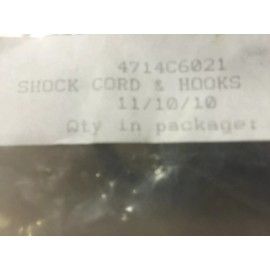 4714C6021
SHOCK CORD & HOOKS
11/10/10
Qty in package: